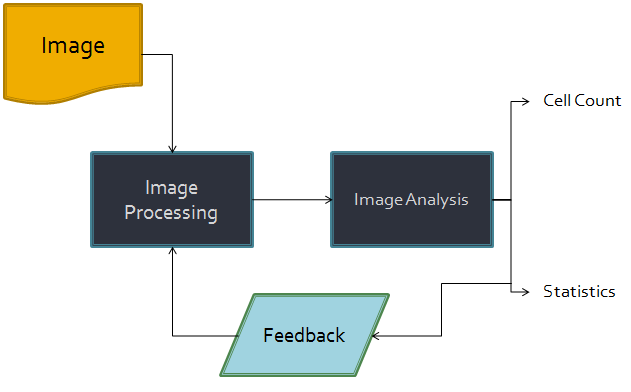 Image
Cell Count
Image
Processing
Image Analysis
Statistics
Feedback